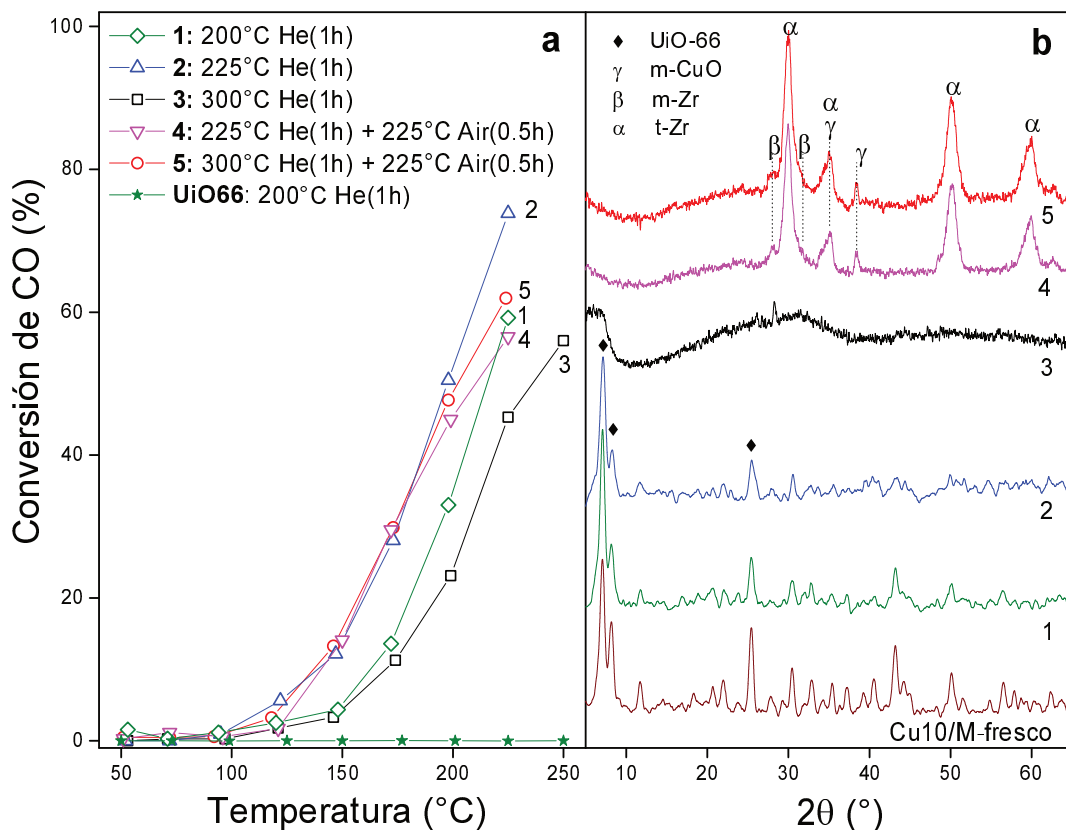 100
80
60
40
20
0
Conversión de CO (%)
a
1: 200°C He(1h)
2: 225°C He(1h)
3: 300°C He(1h)
4: 225°C He(1h) + 225°C Air(0.5h)
5: 300°C He(1h) + 225°C Air(0.5h)
UiO66: 200°C He(1h)
2
5
1
4
3
50
100
150
200
250
Temperatura (°C)
b
UiO-66
γ m-CuO
β m-Zr
α t-Zr
α
β
β
α
γ
γ
α
α
5
4
3
2
1
Cu10/M-fresco
10
20
30
40
50
60
2θ (°)